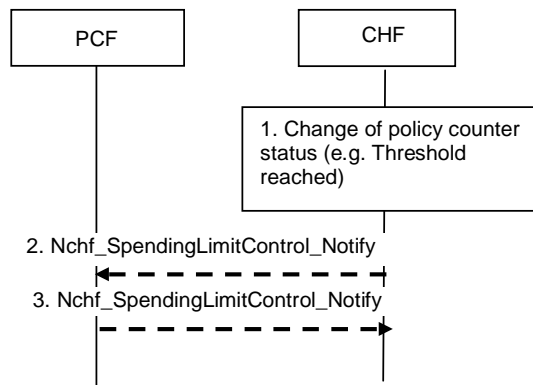 PCF
CHF
1. Change of policy counter
status (e.g. Threshold
reached)
2. Nchf_SpendingLimitControl_Notify
3. Nchf_SpendingLimitControl_Notify